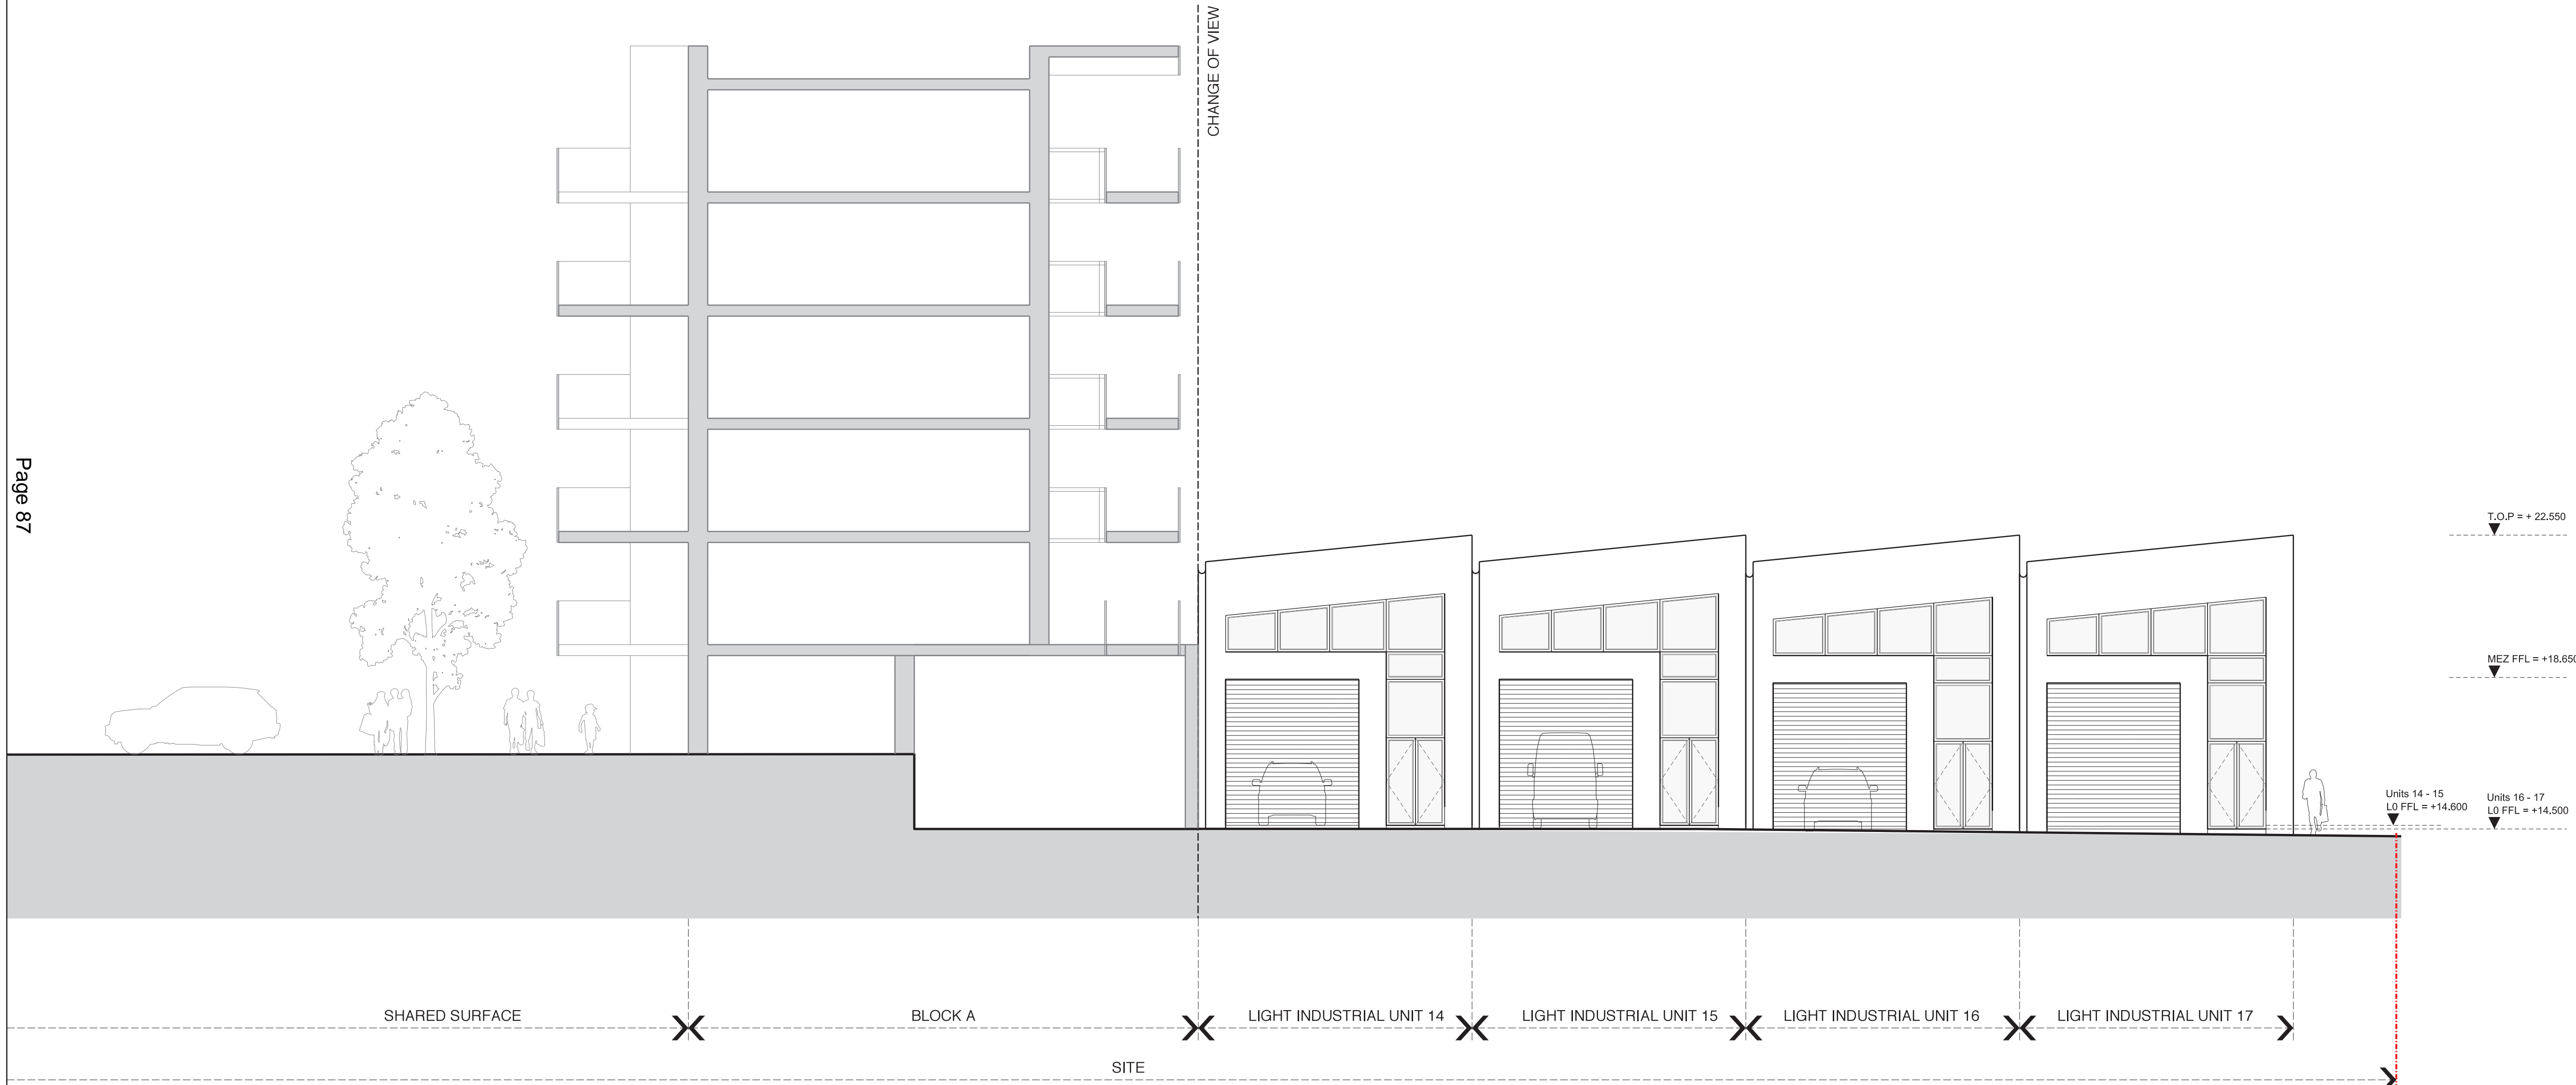 CHANGE OF VIEW
Page 87
T.O.P = + 22.550
MEZ FFL = +18.650
Units 14 - 15
L0 FFL = +14.600
Units 16 - 17
L0 FFL = +14.500
SHARED SURFACE
BLOCK A
LIGHT INDUSTRIAL UNIT 14
LIGHT INDUSTRIAL UNIT 15
LIGHT INDUSTRIAL UNIT 16
LIGHT INDUSTRIAL UNIT 17
SITE